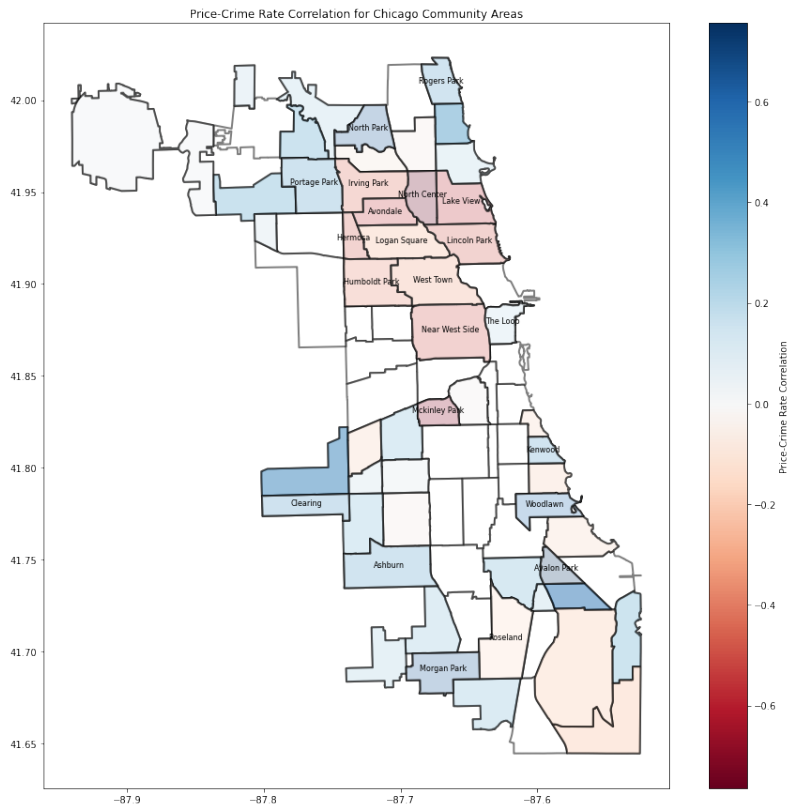 Price-Crime Rate Correlation for Chicago Community Areas
Rogers Park
42.00
0.6
North Park
41.95
Portage Park
Irving Park
North Center
Lake View
Avondale
0.4
Hermosa
Logan Square
Lincoln Park
41.90
Humboldt Park
West Town
0.2
The Loop
Near West Side
41.85
0.0
Mckinley Park
Kenwood
41.80
Clearing
Woodlawn
−0.2
41.75
Ashburn
Avalon Park
−0.4
Roseland
41.70
Morgan Park
−0.6
41.65
−87.9
−87.8
−87.7
−87.6
Price-Crime Rate Correlation